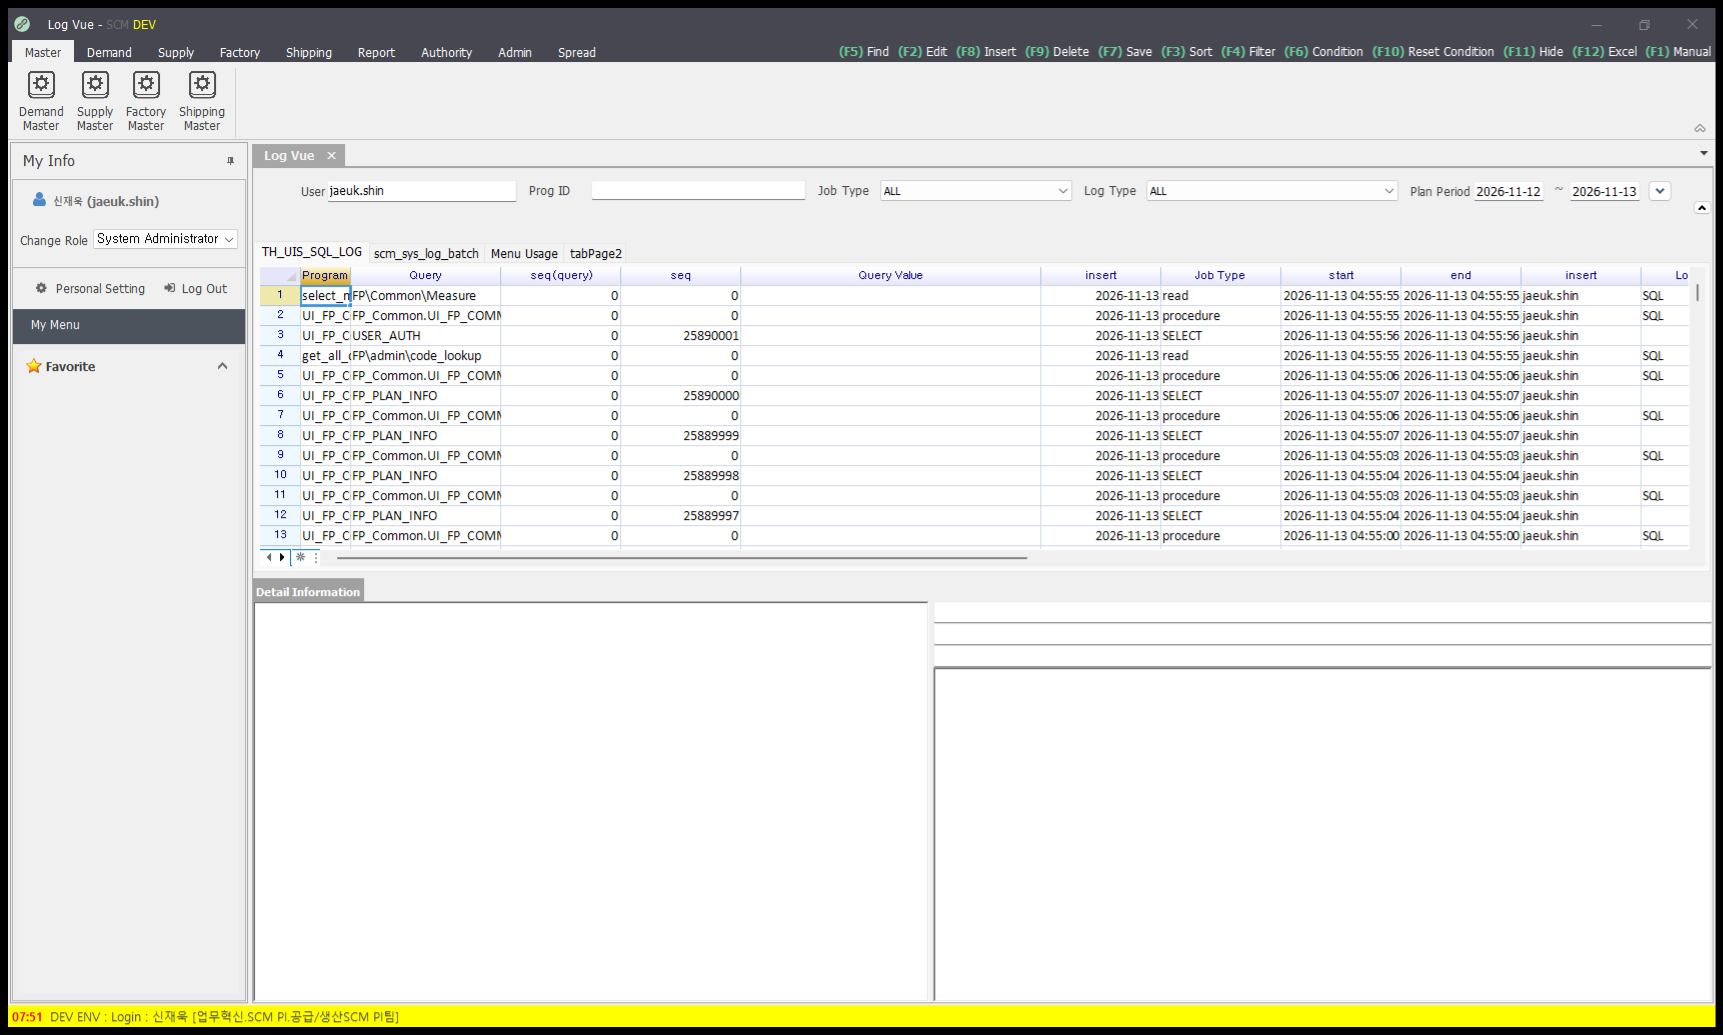 Log Vue - SCM DEV
Master Demand Supply Factory Shipping Report Authority Admin Spread (F5) Find (F2) Edit (F8) Insert (F9) Delete (F7) Save (F3) Sort (F4) Filter (F6) Condition (F10) Reset Condition (F11) Hide (F12) Excel (F1) Manual
Demand Master Supply Master Factory Master Shipping Master
My Info
신재욱 (jaeuk.shin)
Change Role System Administrator
Personal Setting Log Out
My Menu
Favorite
Log Vue
User jaeuk.shin Prog ID Job Type ALL Log Type ALL Plan Period 2026-11-12 ~ 2026-11-13
TH_UIS_SQL_LOG scm_sys_log_batch Menu Usage tabPage2
Program Query seq(query) seq Query Value insert Job Type start end insert Lo
1 select_n FP\Common\Measure 0 0 2026-11-13 read 2026-11-13 04:55:55 2026-11-13 04:55:55 jaeuk.shin SQL
2 UI_FP_C FP_Common.UI_FP_COMM 0 0 2026-11-13 procedure 2026-11-13 04:55:55 2026-11-13 04:55:55 jaeuk.shin SQL
3 UI_FP_C USER_AUTH 0 25890001 2026-11-13 SELECT 2026-11-13 04:55:56 2026-11-13 04:55:56 jaeuk.shin
4 get_all_c FP\admin\code_lookup 0 0 2026-11-13 read 2026-11-13 04:55:55 2026-11-13 04:55:55 jaeuk.shin SQL
5 UI_FP_C FP_Common.UI_FP_COMM 0 0 2026-11-13 procedure 2026-11-13 04:55:06 2026-11-13 04:55:06 jaeuk.shin SQL
6 UI_FP_C FP_PLAN_INFO 0 25890000 2026-11-13 SELECT 2026-11-13 04:55:07 2026-11-13 04:55:07 jaeuk.shin
7 UI_FP_C FP_Common.UI_FP_COMM 0 0 2026-11-13 procedure 2026-11-13 04:55:06 2026-11-13 04:55:06 jaeuk.shin SQL
8 UI_FP_C FP_PLAN_INFO 0 25889999 2026-11-13 SELECT 2026-11-13 04:55:07 2026-11-13 04:55:07 jaeuk.shin
9 UI_FP_C FP_Common.UI_FP_COMM 0 0 2026-11-13 procedure 2026-11-13 04:55:03 2026-11-13 04:55:03 jaeuk.shin SQL
10 UI_FP_C FP_PLAN_INFO 0 25889998 2026-11-13 SELECT 2026-11-13 04:55:04 2026-11-13 04:55:04 jaeuk.shin
11 UI_FP_C FP_Common.UI_FP_COMM 0 0 2026-11-13 procedure 2026-11-13 04:55:03 2026-11-13 04:55:03 jaeuk.shin SQL
12 UI_FP_C FP_PLAN_INFO 0 25889997 2026-11-13 SELECT 2026-11-13 04:55:04 2026-11-13 04:55:04 jaeuk.shin
13 UI_FP_C FP_Common.UI_FP_COMM 0 0 2026-11-13 procedure 2026-11-13 04:55:00 2026-11-13 04:55:00 jaeuk.shin SQL
Detail Information
07:51 DEV ENV : Login : 신재욱 [업무혁신.SCM PI.공급/생산SCM PI팀]